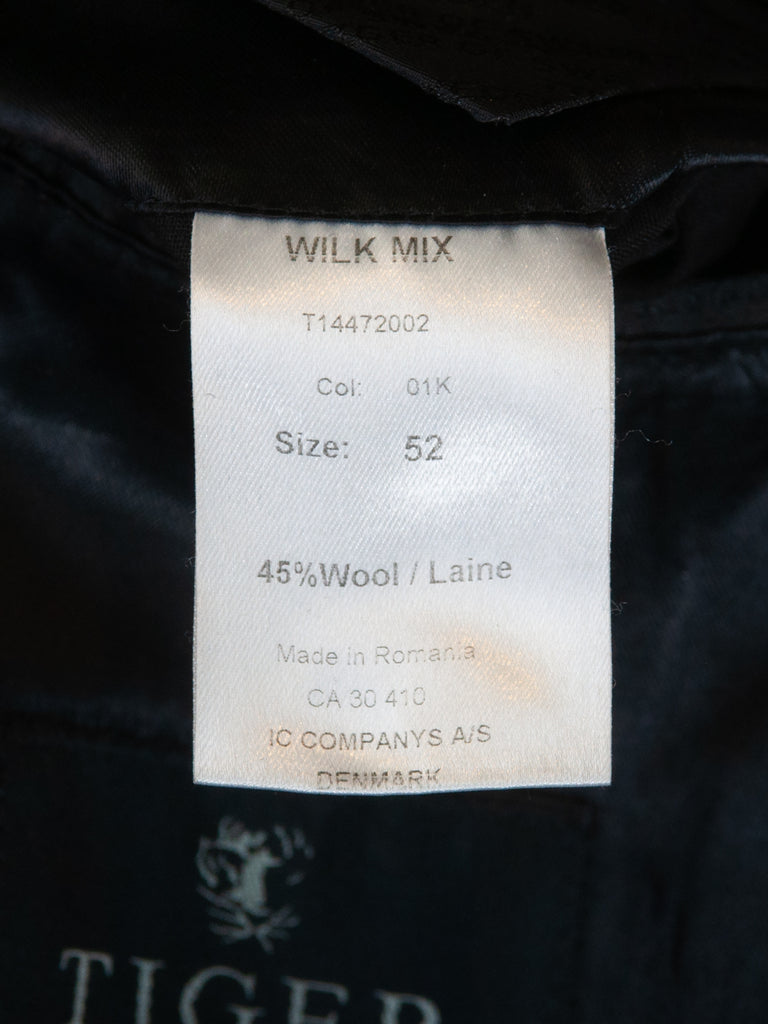 WILK MIX
T14472002
Col: 01K
Size: 52
45%Wool / Laine
Made in Romania
CA 30 410
IC COMPANYS A/S
DENMARK
TIGER